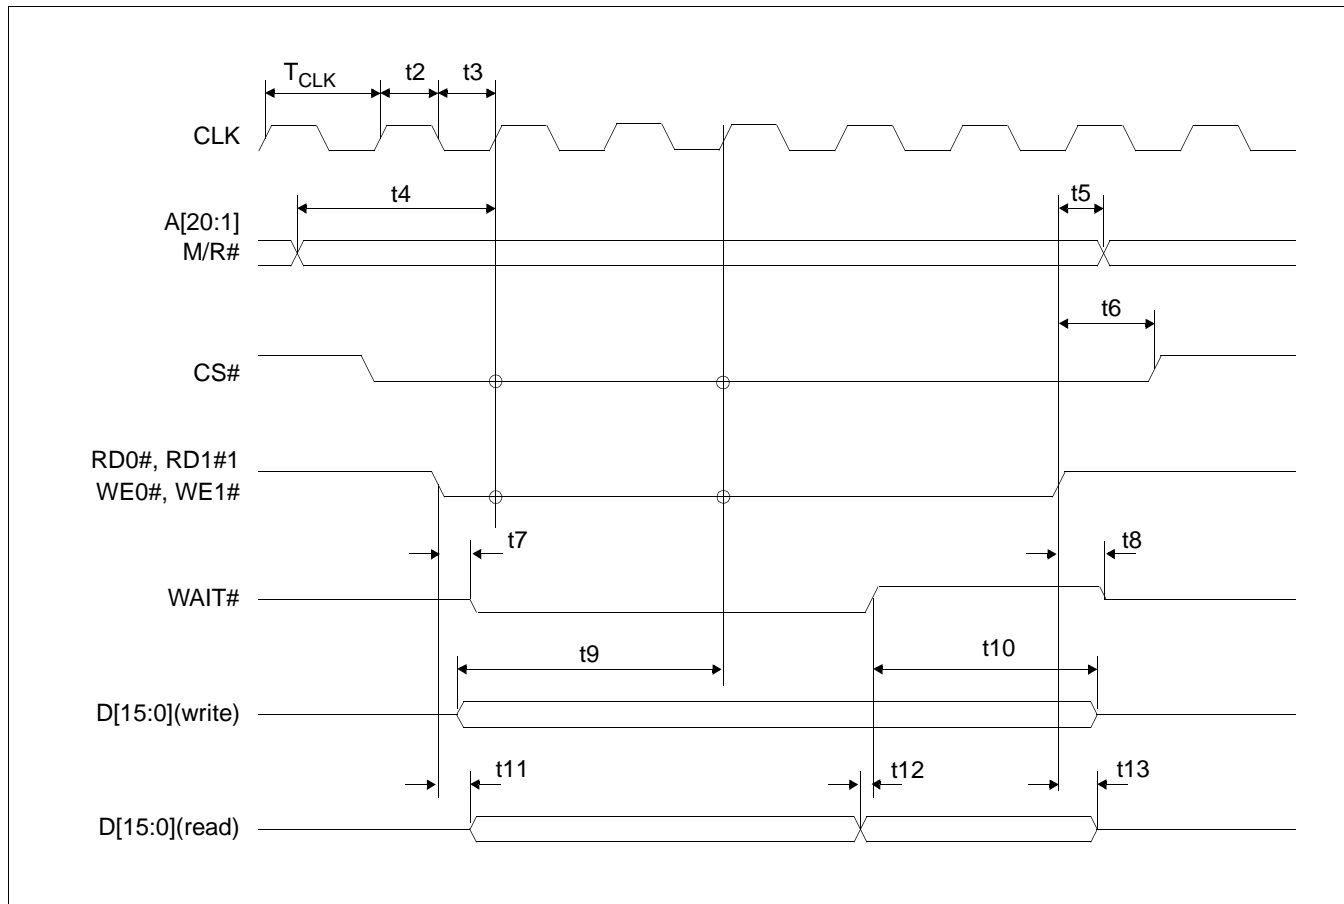 T_CLK t2 t3
CLK
t4 t5
A[20:1]
M/R#
t6
CS#
RD0#, RD1#1
WE0#, WE1#
t7 t8
WAIT#
t9 t10
D[15:0](write)
t11 t12 t13
D[15:0](read)